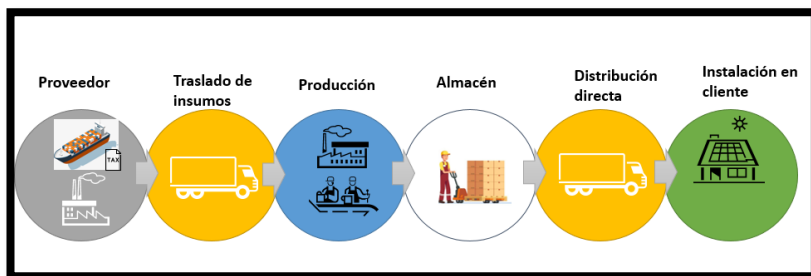 Proveedor
Traslado de
insumos
Producción
Almacén
Distribución
directa
Instalación en
cliente
TAX